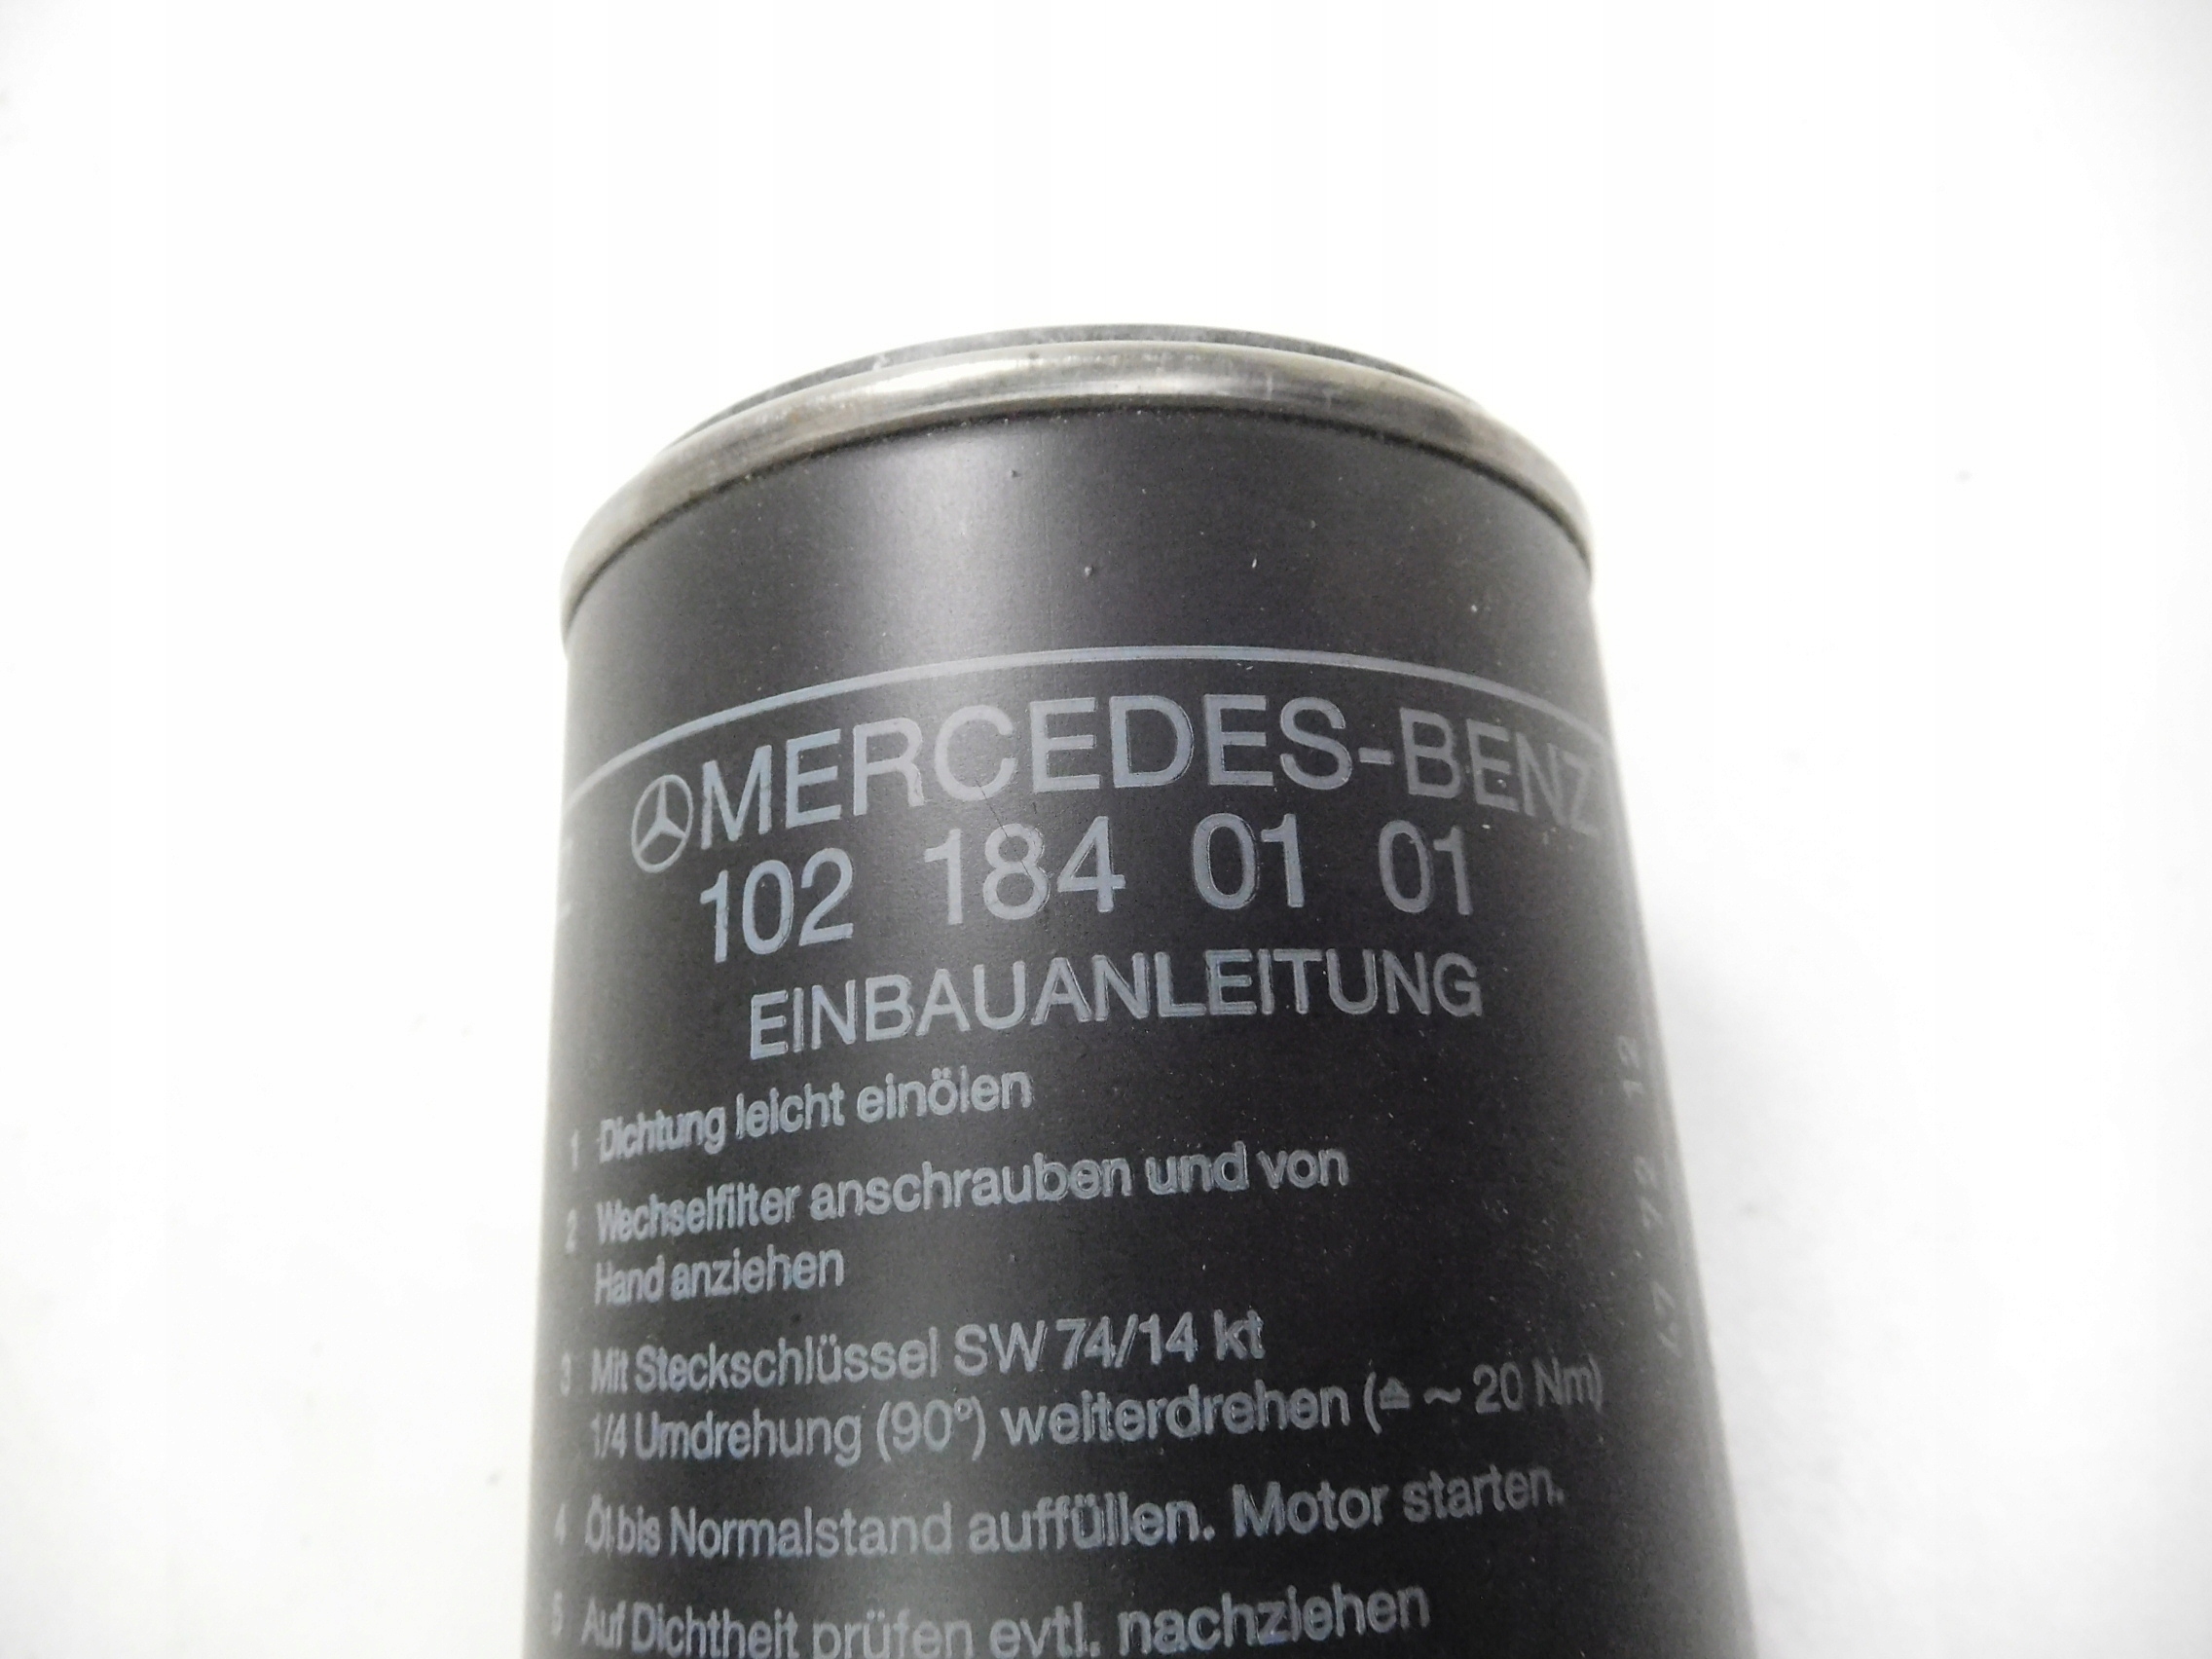 MERCEDES-BENZ
102 184 01 01
EINBAUANLEITUNG
1 Dichtung leicht einölen
2 Wechselfilter anschrauben und von
Hand anziehen
3 Mit Steckschlüssel SW 74/14 kt
1/4 Umdrehung (90°) weiterdrehen (≙ ~ 20 Nm)
4 Öl bis Normalstand auffüllen. Motor starten.
5 Auf Dichtheit prüfen evtl. nachziehen
12